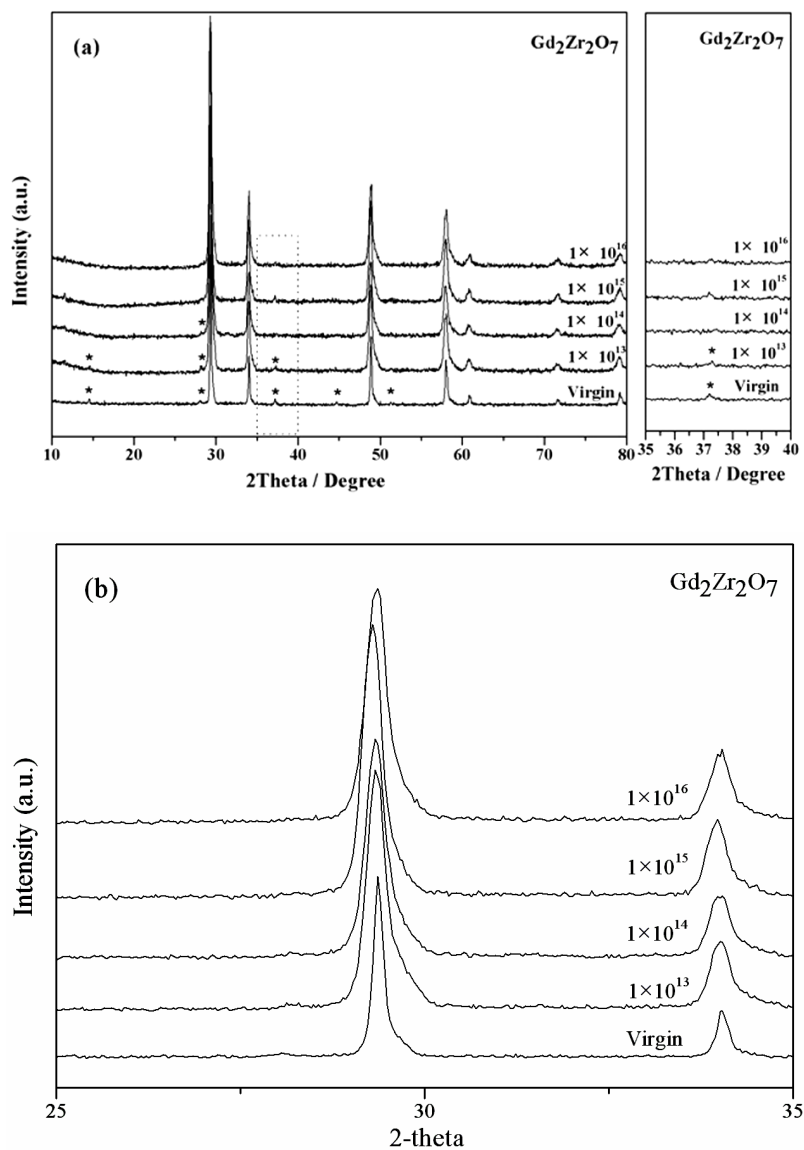 (a)
Gd2Zr2O7
Intensity (a.u.)
1× 10^16
1× 10^15
* 1× 10^14
* * * 1× 10^13
* * * * * Virgin
10 20 30 40 50 60 70 80
2Theta / Degree
Gd2Zr2O7
1× 10^16
1× 10^15
1× 10^14
* 1× 10^13
* Virgin
35 36 37 38 39 40
2Theta / Degree
(b)
Gd2Zr2O7
Intensity (a.u.)
1×10^16
1×10^15
1×10^14
1×10^13
Virgin
25 30 35
2-theta